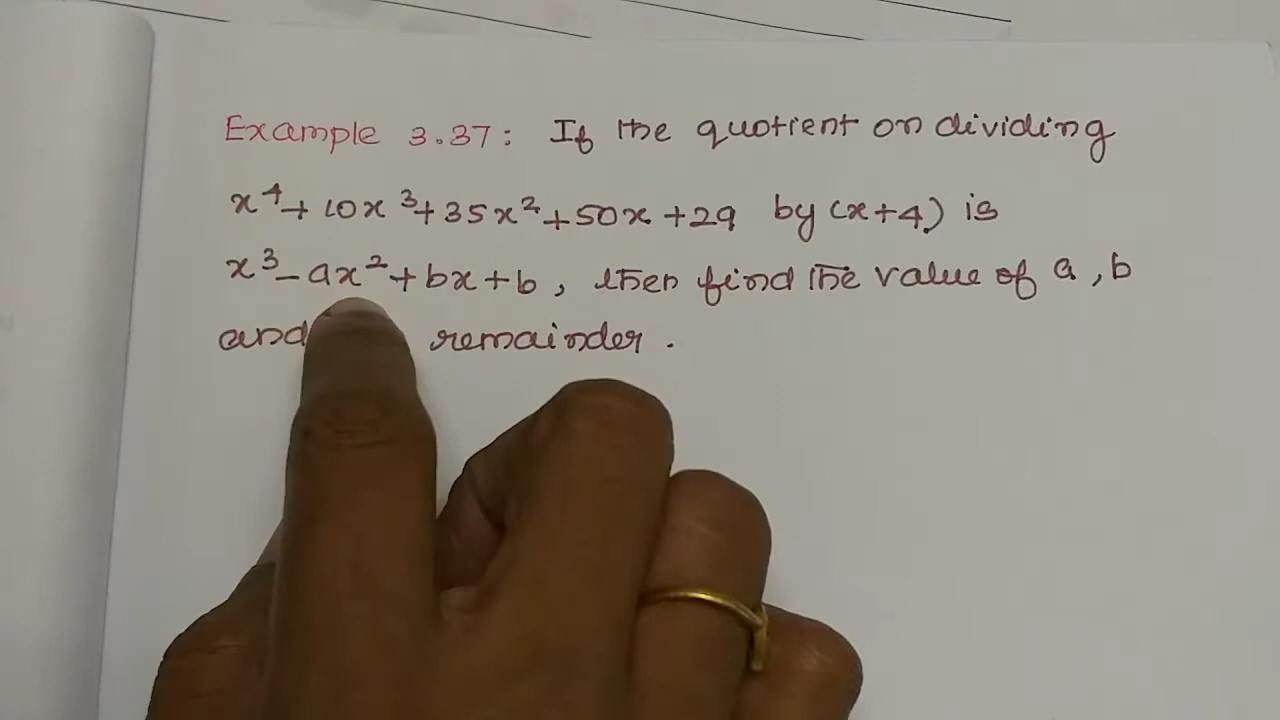 Example 3.37: If the quotient on dividing
x⁴+10x³+35x²+50x+29 by (x+4) is
x³-ax²+bx+b, then find the value of a, b
and remainder.